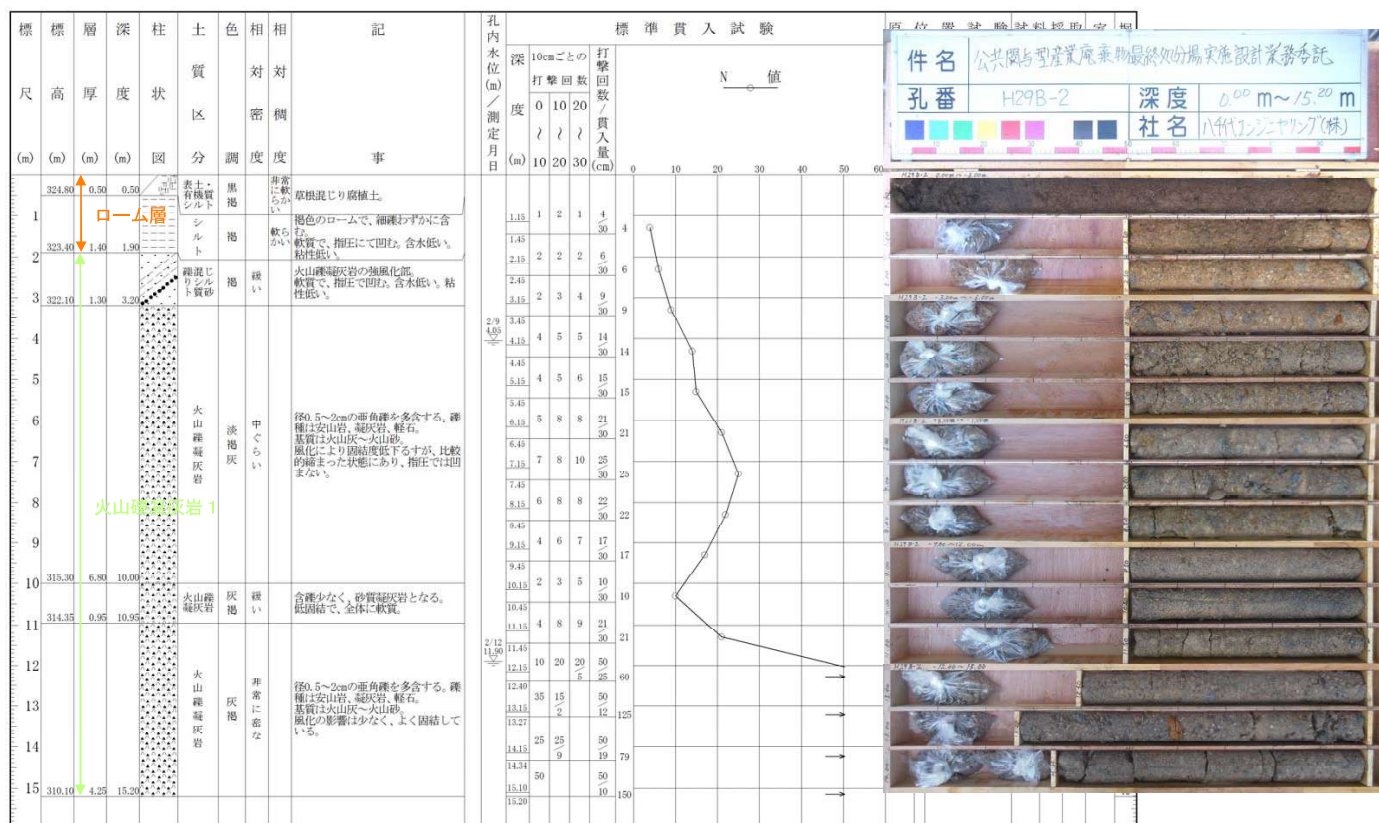 標尺(m)
標高(m)
層厚(m)
深度(m)
柱状図
土質区分
色調
相対密度
相対稠度
記事
孔内水位(m)/測定月日
標準貫入試験
深度(m)
10cmごとの打撃回数
0〜10
10〜20
20〜30
打撃回数/貫入量(cm)
N値
0 10 20 30 40 50 60
原位置試験
試料採取
324.80 0.50 0.50
表土・有機質シルト
黒褐
非常に軟らかい
草根混じり腐植土。
ローム層
323.40 1.40 1.90
シルト
褐
軟らかい
褐色のロームで、細礫わずかに含む。
軟質で、指圧にて凹む。含水低い。
粘性低い。
322.10 1.30 3.20
礫混じりシルト質砂
褐
緩い
火山礫凝灰岩の強風化部。
軟質で、指圧で凹む。含水低い。粘性低い。
火山礫凝灰岩1
315.30 6.80 10.00
火山礫凝灰岩
淡褐灰
中ぐらい
径0.5〜2cmの亜角礫を多含する。礫
種は安山岩、凝灰岩、軽石。
基質は火山灰〜火山砂。
風化により固結度低下るすが、比較
的締まった状態にあり、指圧では凹
まない。
314.35 0.95 10.95
火山礫凝灰岩
灰褐
緩い
含礫少なく、砂質凝灰岩となる。
低固結で、全体に軟質。
310.10 4.25 15.20
火山礫凝灰岩
灰褐
非常に密な
径0.5〜2cmの亜角礫を多含する。礫
種は安山岩、凝灰岩、軽石。
基質は火山灰〜火山砂。
風化の影響は少なく、よく固結して
いる。
1
2
3
4
5
6
7
8
9
10
11
12
13
14
15
2/9
4.05
2/12
11.90
1.15 1 2 1 4/30 4
1.45
2.15 2 2 2 6/30 6
2.45
3.15 2 3 4 9/30 9
3.45
4.15 4 5 5 14/30 14
4.45
5.15 4 5 6 15/30 15
5.45
6.15 5 8 8 21/30 21
6.45
7.15 7 8 10 25/30 25
7.45
8.15 6 8 8 22/30 22
9.45
9.15 4 6 7 17/30 17
9.45
10.15 2 3 5 10/30 10
10.45
11.15 4 8 9 21/30 21
11.45
12.15 10 20 20/5 50/25 60
12.40
13.15 35 15/2 50/12 125
13.27
14.15 25 25/9 50/19 79
14.34
15.10 50 50/10 150
15.20
件名 公共関与型産業廃棄物最終処分場実施設計業務委託
孔番 H29B-2 深度 0.00m〜15.20m
社名 八千代エンジニヤリング(株)